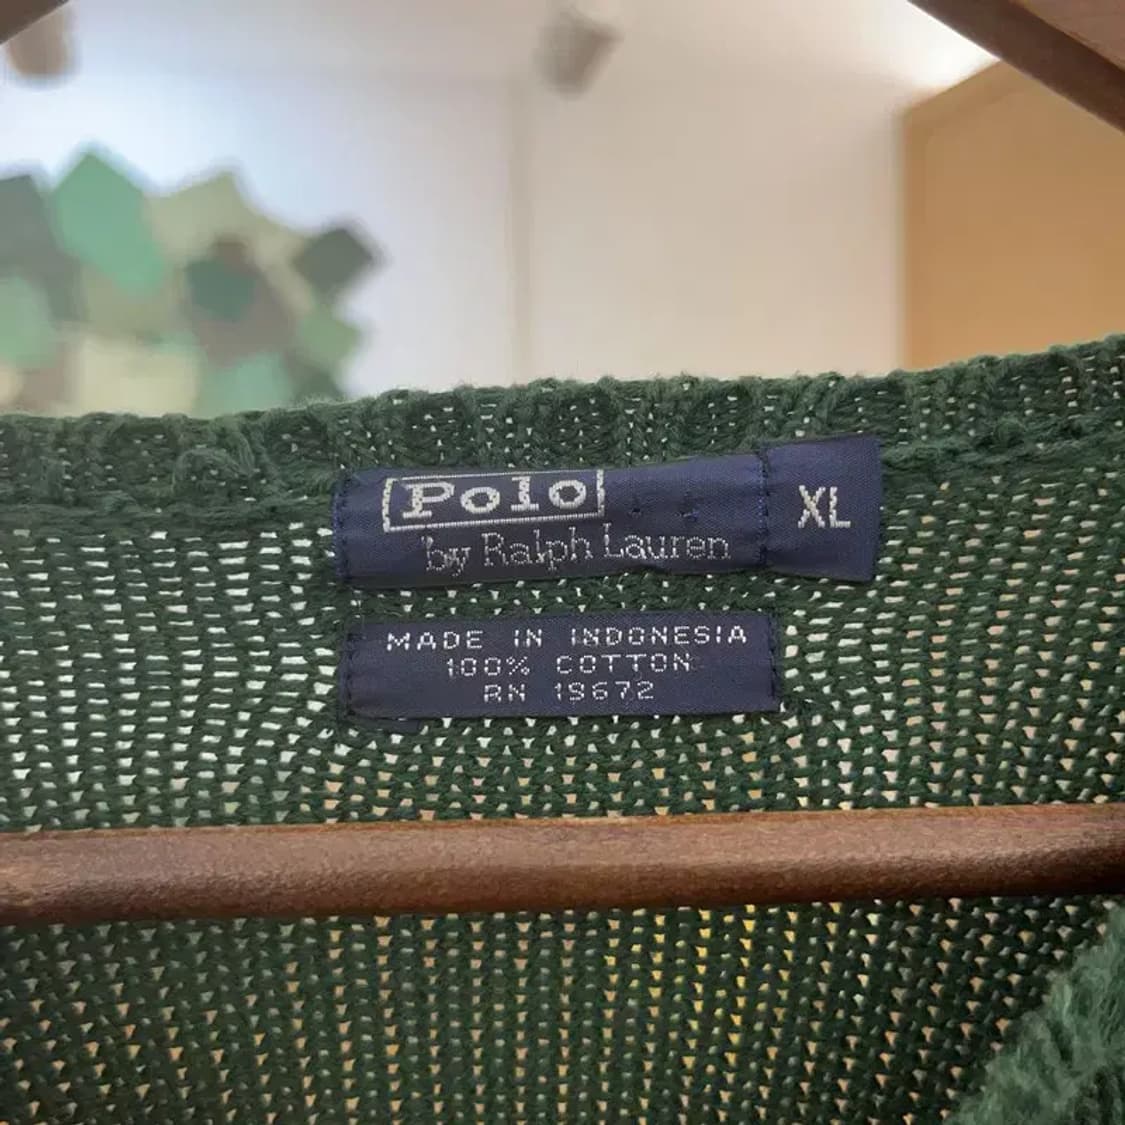 Polo
by Ralph Lauren
XL
MADE IN INDONESIA
100% COTTON
RN 19672